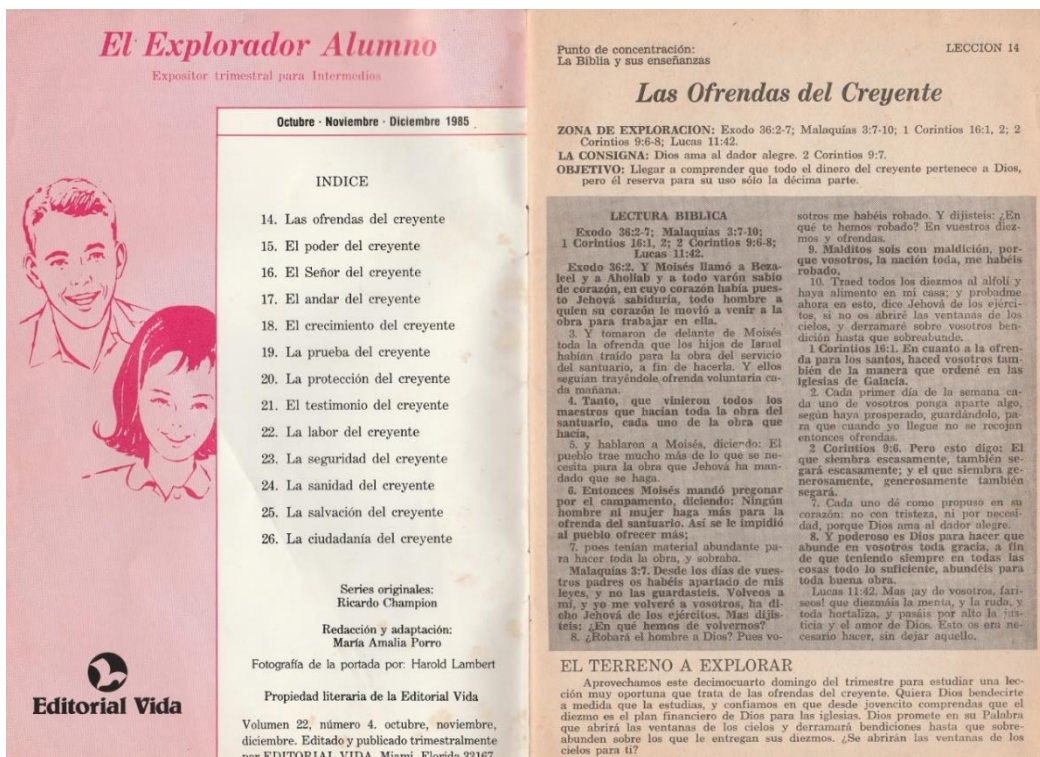 El Explorador Alumno
Expositor trimestral para Intermedios
Octubre - Noviembre - Diciembre 1985
INDICE
14. Las ofrendas del creyente
15. El poder del creyente
16. El Señor del creyente
17. El andar del creyente
18. El crecimiento del creyente
19. La prueba del creyente
20. La protección del creyente
21. El testimonio del creyente
22. La labor del creyente
23. La seguridad del creyente
24. La sanidad del creyente
25. La salvación del creyente
26. La ciudadanía del creyente
Series originales:
Ricardo Champion
Redacción y adaptación:
María Amalia Porro
Fotografía de la portada por: Harold Lambert
Propiedad literaria de la Editorial Vida
Volumen 22, número 4. octubre, noviembre,
diciembre. Editado y publicado trimestralmente
por EDITORIAL VIDA, Miami, Florida 33167.
Editorial Vida
Punto de concentración:
La Biblia y sus enseñanzas
LECCION 14
Las Ofrendas del Creyente
ZONA DE EXPLORACION: Exodo 36:2-7; Malaquías 3:7-10; 1 Corintios 16:1, 2; 2
Corintios 9:6-8; Lucas 11:42.
LA CONSIGNA: Dios ama al dador alegre. 2 Corintios 9:7.
OBJETIVO: Llegar a comprender que todo el dinero del creyente pertenece a Dios,
pero él reserva para su uso sólo la décima parte.
LECTURA BIBLICA
Exodo 36:2-7; Malaquías 3:7-10;
1 Corintios 16:1, 2; 2 Corintios 9:6-8;
Lucas 11:42.
Exodo 36:2. Y Moisés llamó a Beza-
leel y a Aholiab y a todo varón sabio
de corazón, en cuyo corazón había pues-
to Jehová sabiduría, todo hombre a
quien su corazón le movió a venir a la
obra para trabajar en ella.
3. Y tomaron de delante de Moisés
toda la ofrenda que los hijos de Israel
habían traído para la obra del servicio
del santuario, a fin de hacerla. Y ellos
seguían trayéndole ofrenda voluntaria ca-
da mañana.
4. Tanto, que vinieron todos los
maestros que hacían toda la obra del
santuario, cada uno de la obra que
hacía,
5. y hablaron a Moisés, diciendo: El
pueblo trae mucho más de lo que se ne-
cesita para la obra que Jehová ha man-
dado que se haga.
6. Entonces Moisés mandó pregonar
por el campamento, diciendo: Ningún
hombre ni mujer haga más para la
ofrenda del santuario. Así se le impidió
al pueblo ofrecer más;
7. pues tenían material abundante pa-
ra hacer toda la obra, y sobraba.
Malaquías 3:7. Desde los días de vues-
tros padres os habéis apartado de mis
leyes, y no las guardasteis. Volveos a
mí, y yo me volveré a vosotros, ha di-
cho Jehová de los ejércitos. Mas dijis-
teis: ¿En qué hemos de volvernos?
8. ¿Robará el hombre a Dios? Pues vo-
sotros me habéis robado. Y dijisteis: ¿En
qué te hemos robado? En vuestros diez-
mos y ofrendas.
9. Malditos sois con maldición, por-
que vosotros, la nación toda, me habéis
robado,
10. Traed todos los diezmos al alfolí y
haya alimento en mi casa; y probadme
ahora en esto, dice Jehová de los ejérci-
tos, si no os abriré las ventanas de los
cielos, y derramaré sobre vosotros ben-
dición hasta que sobreabunde.
1 Corintios 16:1. En cuanto a la ofren-
da para los santos, haced vosotros tam-
bién de la manera que ordené en las
iglesias de Galacia.
2. Cada primer día de la semana ca-
da uno de vosotros ponga aparte algo,
según haya prosperado, guardándolo, pa-
ra que cuando yo llegue no se recojan
entonces ofrendas.
2 Corintios 9:6. Pero esto digo: El
que siembra escasamente, también se-
gará escasamente; y el que siembra ge-
nerosamente, generosamente también
segará.
7. Cada uno dé como propuso en su
corazón: no con tristeza, ni por necesi-
dad, porque Dios ama al dador alegre.
8. Y poderoso es Dios para hacer que
abunde en vosotros toda gracia, a fin
de que teniendo siempre en todas las
cosas todo lo suficiente, abundéis para
toda buena obra.
Lucas 11:42. Mas ¡ay de vosotros, fari-
seos! que diezmáis la menta, y la ruda, y
toda hortaliza, y pasáis por alto la jus-
ticia y el amor de Dios. Esto os era ne-
cesario hacer, sin dejar aquello.
EL TERRENO A EXPLORAR
Aprovechamos este decimocuarto domingo del trimestre para estudiar una lec-
ción muy oportuna que trata de las ofrendas del creyente. Quiera Dios bendecirte
a medida que la estudias, y confiamos en que desde jovencito comprendas que el
diezmo es el plan financiero de Dios para las iglesias. Dios promete en su Palabra
que abrirá las ventanas de los cielos y derramará bendiciones hasta que sobre-
abunden sobre los que le entregan sus diezmos. ¿Se abrirán las ventanas de los
cielos para ti?